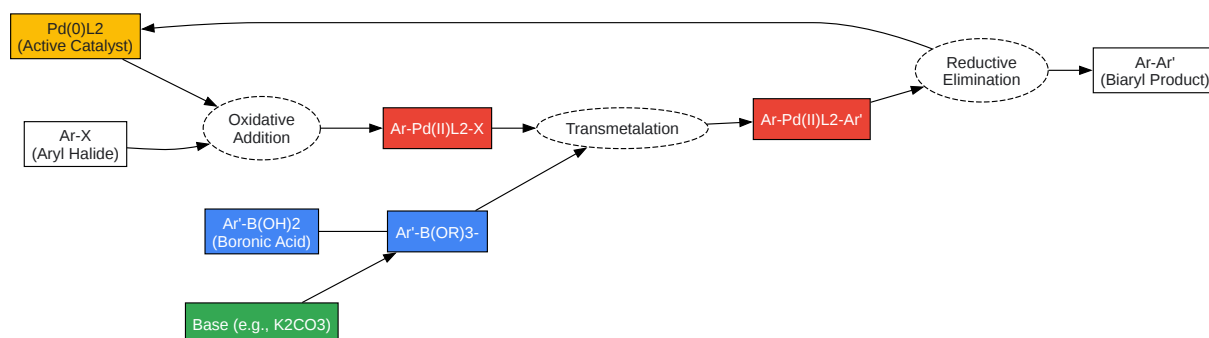 Pd(0)L2
(Active Catalyst)
Ar-X
(Aryl Halide)
Oxidative
Addition
Ar-Pd(II)L2-X
Transmetalation
Ar-Pd(II)L2-Ar'
Reductive
Elimination
Ar-Ar'
(Biaryl Product)
Ar'-B(OH)2
(Boronic Acid)
Ar'-B(OR)3-
Base (e.g., K2CO3)